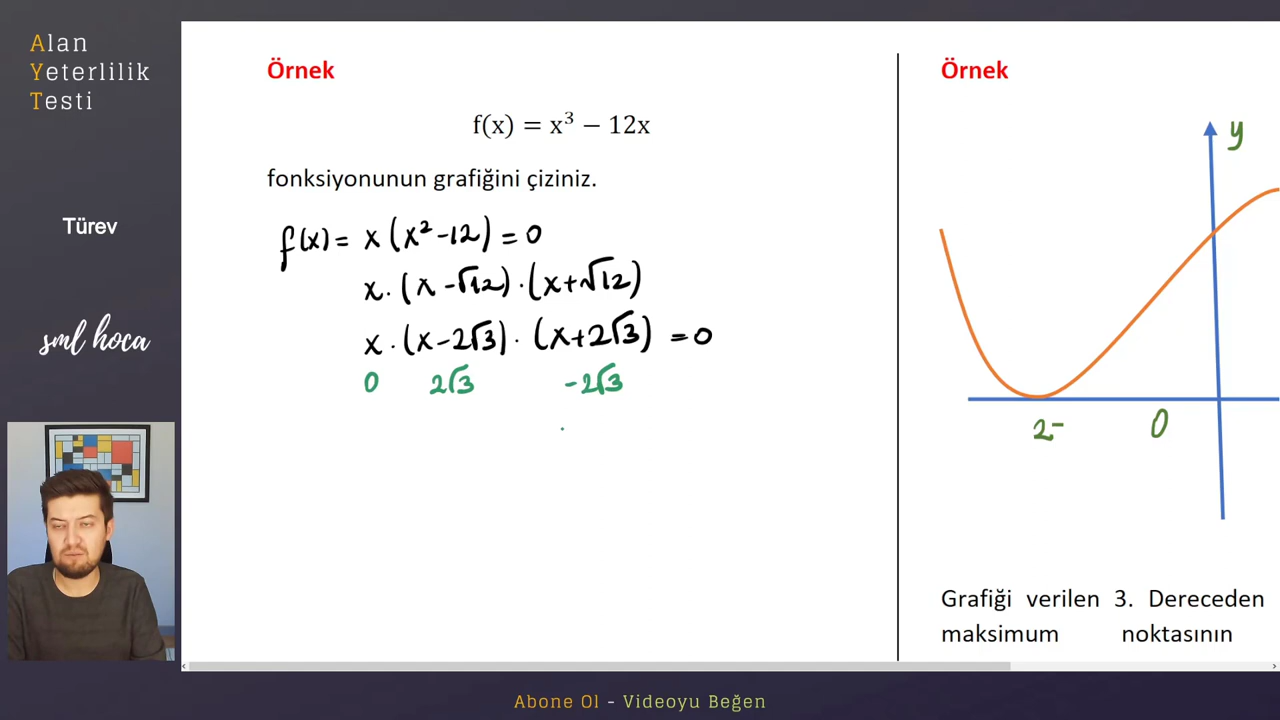 Alan
Yeterlilik
Testi
Türev
sml hoca
Örnek
f(x) = x³ − 12x
fonksiyonunun grafiğini çiziniz.
f(x) = x(x²-12) = 0
x·(x-√12)·(x+√12)
x·(x-2√3)·(x+2√3) = 0
0 2√3 -2√3
Örnek
y
2- 0
Grafiği verilen 3. Dereceden
maksimum noktasının
Abone Ol - Videoyu Beğen